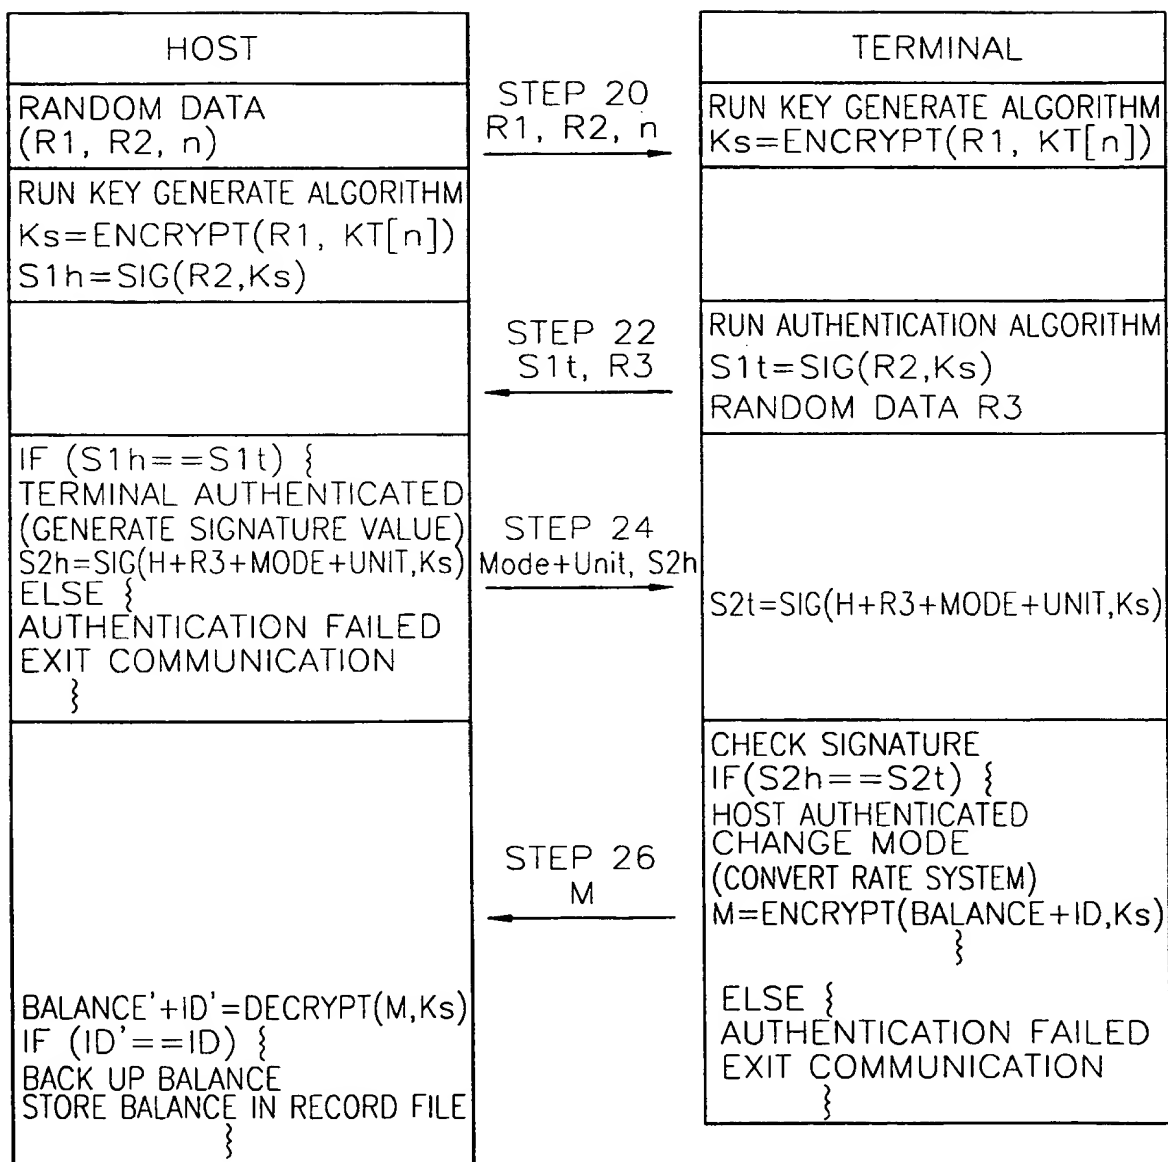 HOST
RANDOM DATA
(R1, R2, n)
RUN KEY GENERATE ALGORITHM
Ks=ENCRYPT(R1, KT[n])
S1h=SIG(R2,Ks)
IF (S1h==S1t) {
TERMINAL AUTHENTICATED
(GENERATE SIGNATURE VALUE)
S2h=SIG(H+R3+MODE+UNIT,Ks)
ELSE {
AUTHENTICATION FAILED
EXIT COMMUNICATION
}
BALANCE'+ID'=DECRYPT(M,Ks)
IF (ID'==ID) {
BACK UP BALANCE
STORE BALANCE IN RECORD FILE
}
STEP 20
R1, R2, n
STEP 22
S1t, R3
STEP 24
Mode+Unit, S2h
STEP 26
M
TERMINAL
RUN KEY GENERATE ALGORITHM
Ks=ENCRYPT(R1, KT[n])
RUN AUTHENTICATION ALGORITHM
S1t=SIG(R2,Ks)
RANDOM DATA R3
S2t=SIG(H+R3+MODE+UNIT,Ks)
CHECK SIGNATURE
IF(S2h==S2t) {
HOST AUTHENTICATED
CHANGE MODE
(CONVERT RATE SYSTEM)
M=ENCRYPT(BALANCE+ID,Ks)
}
ELSE {
AUTHENTICATION FAILED
EXIT COMMUNICATION
}